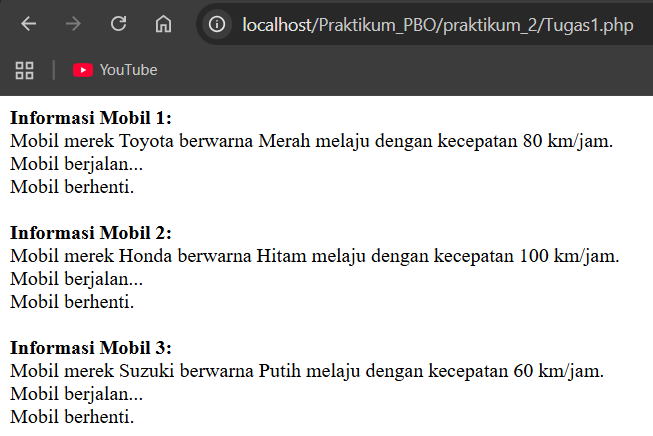 localhost/Praktikum_PBO/praktikum_2/Tugas1.php
YouTube
Informasi Mobil 1:
Mobil merek Toyota berwarna Merah melaju dengan kecepatan 80 km/jam.
Mobil berjalan...
Mobil berhenti.
Informasi Mobil 2:
Mobil merek Honda berwarna Hitam melaju dengan kecepatan 100 km/jam.
Mobil berjalan...
Mobil berhenti.
Informasi Mobil 3:
Mobil merek Suzuki berwarna Putih melaju dengan kecepatan 60 km/jam.
Mobil berjalan...
Mobil berhenti.